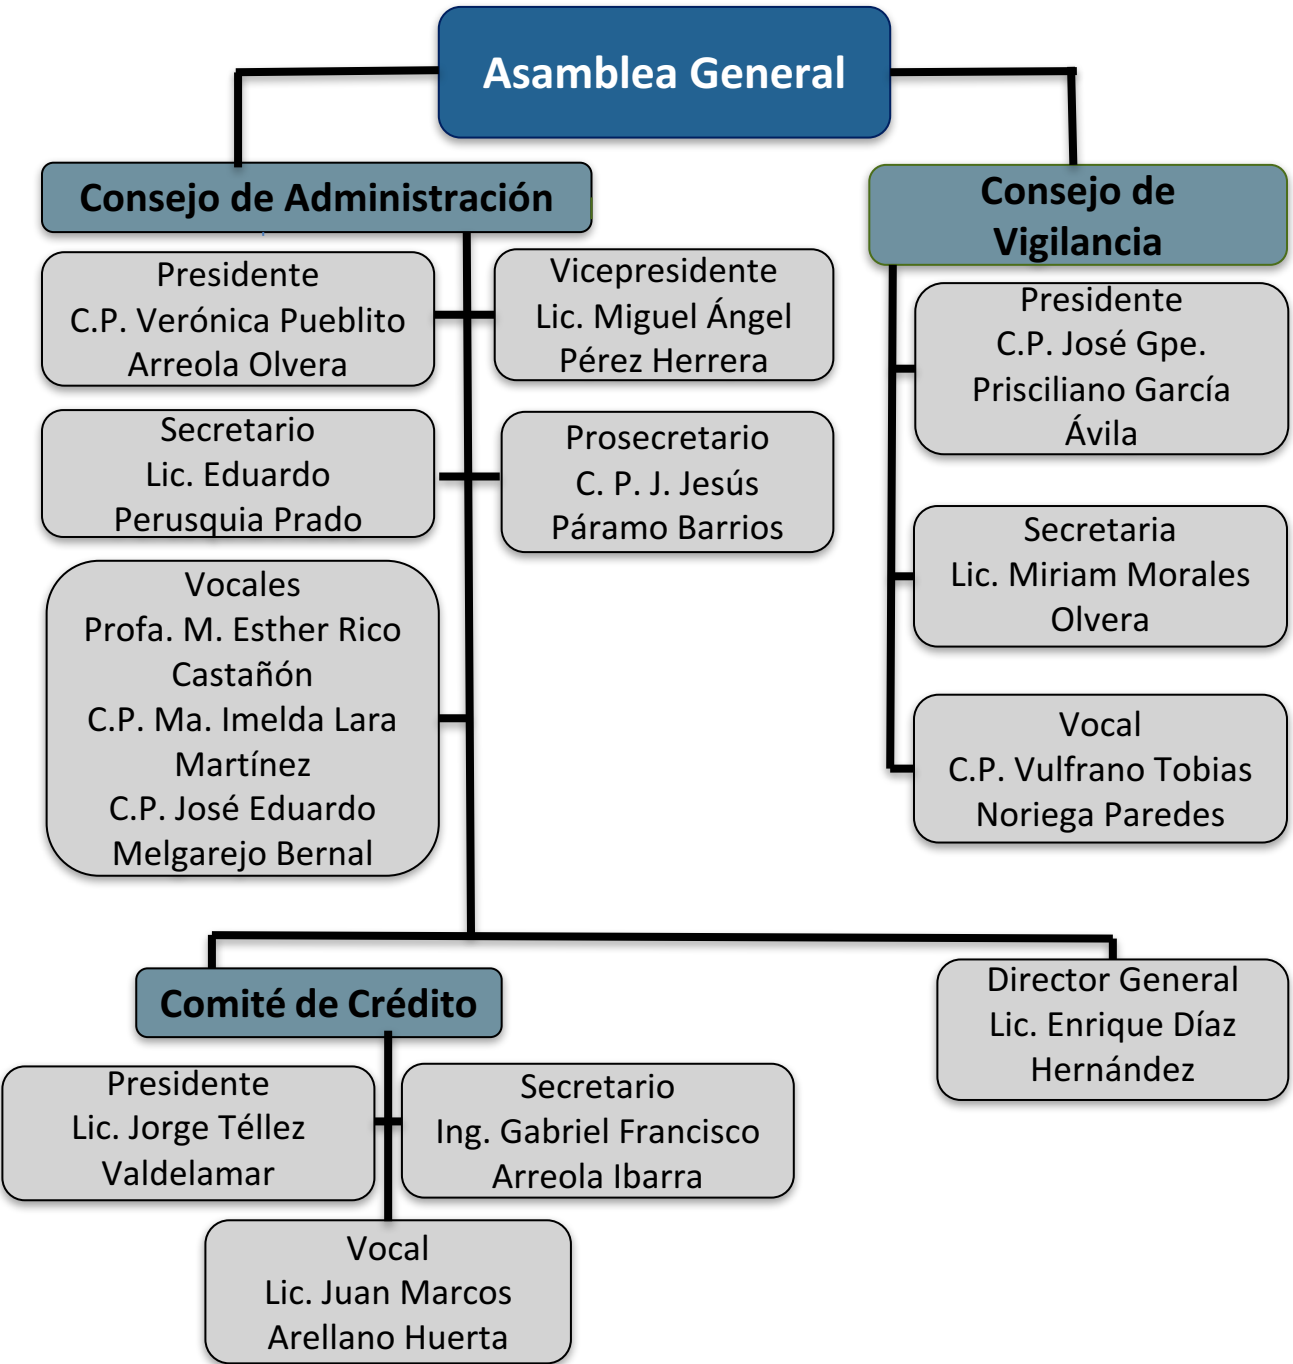 Asamblea General
Consejo de Administración
Presidente
C.P. Verónica Pueblito
Arreola Olvera
Vicepresidente
Lic. Miguel Ángel
Pérez Herrera
Secretario
Lic. Eduardo
Perusquia Prado
Prosecretario
C. P. J. Jesús
Páramo Barrios
Vocales
Profa. M. Esther Rico
Castañón
C.P. Ma. Imelda Lara
Martínez
C.P. José Eduardo
Melgarejo Bernal
Consejo de
Vigilancia
Presidente
C.P. José Gpe.
Prisciliano García
Ávila
Secretaria
Lic. Miriam Morales
Olvera
Vocal
C.P. Vulfrano Tobias
Noriega Paredes
Comité de Crédito
Presidente
Lic. Jorge Téllez
Valdelamar
Secretario
Ing. Gabriel Francisco
Arreola Ibarra
Vocal
Lic. Juan Marcos
Arellano Huerta
Director General
Lic. Enrique Díaz
Hernández